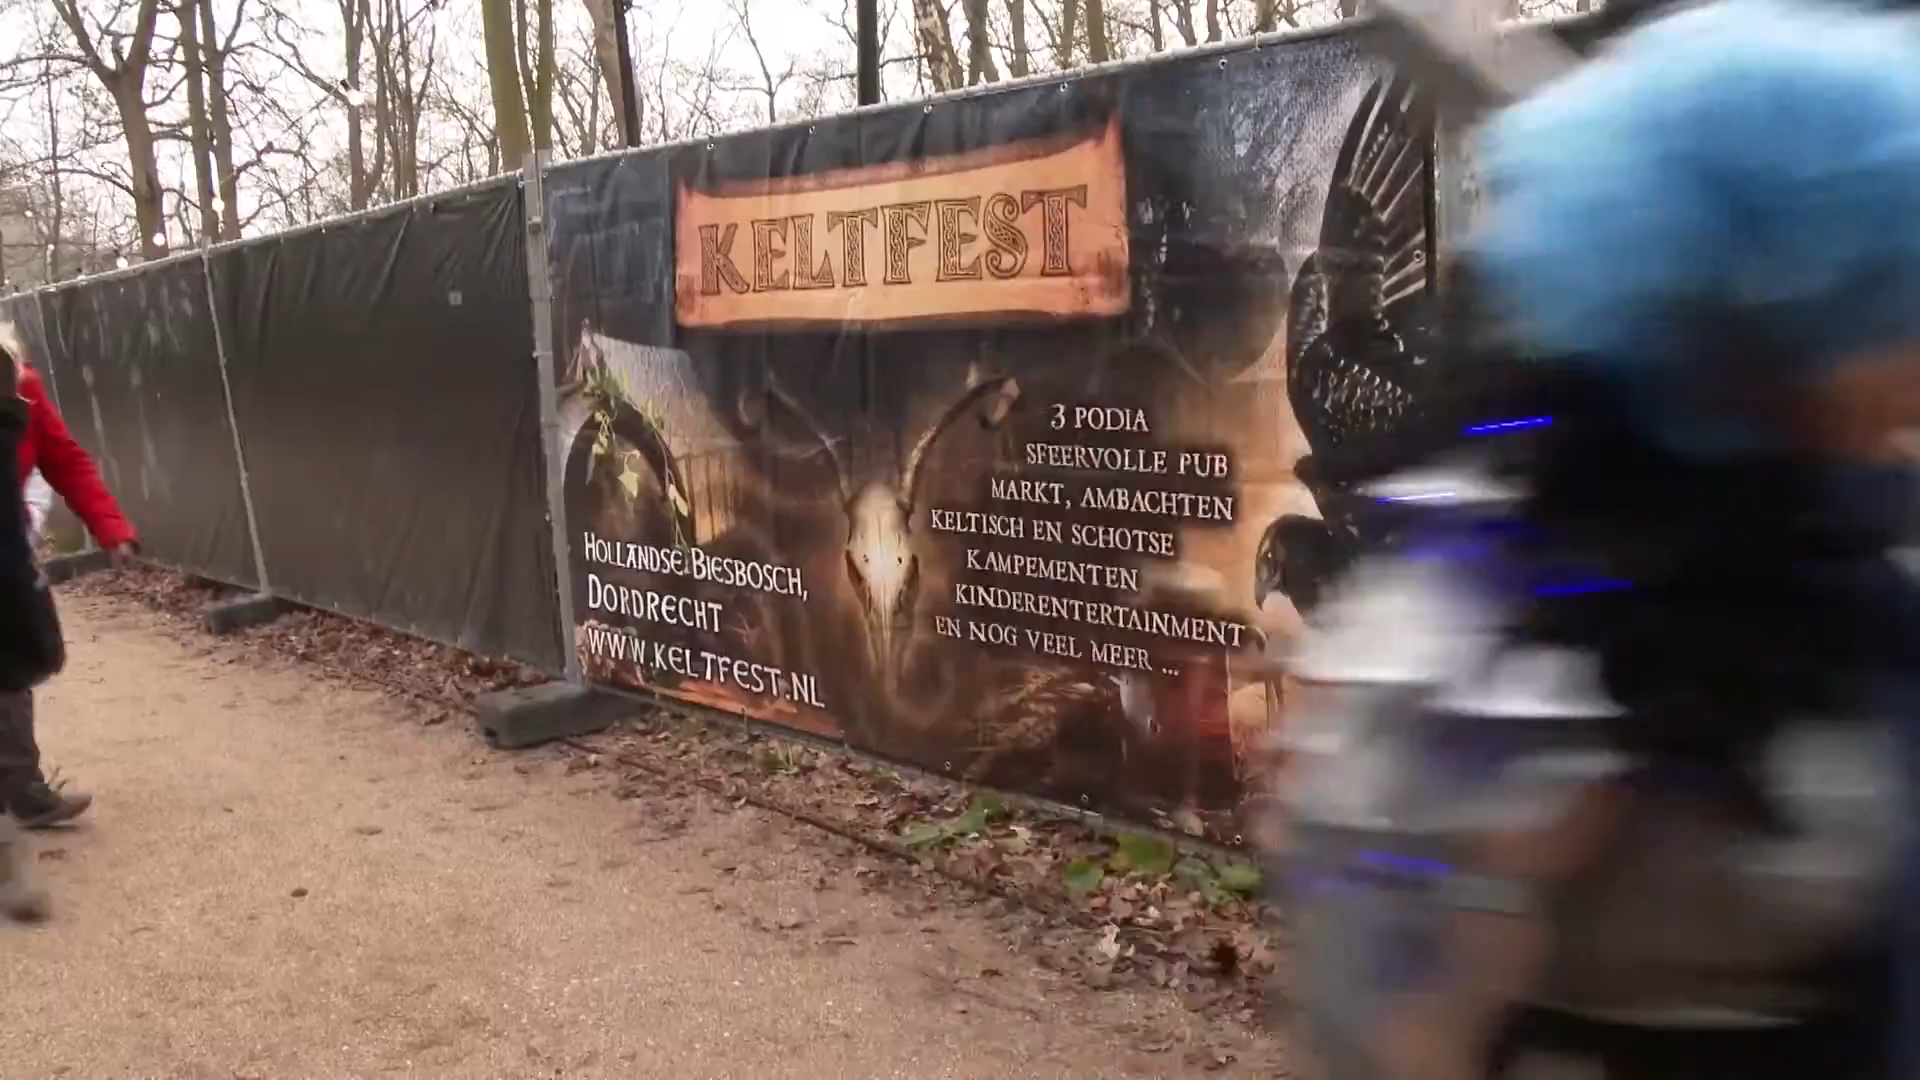 KELTFEST
3 PODIA
SFEERVOLLE PUB
MARKT, AMBACHTEN
KELTISCH EN SCHOTSE
KAMPEMENTEN
KINDERENTERTAINMENT
EN NOG VEEL MEER ...
HOLLANDSE BIESBOSCH,
DORDRECHT
WWW.KELTFEST.NL